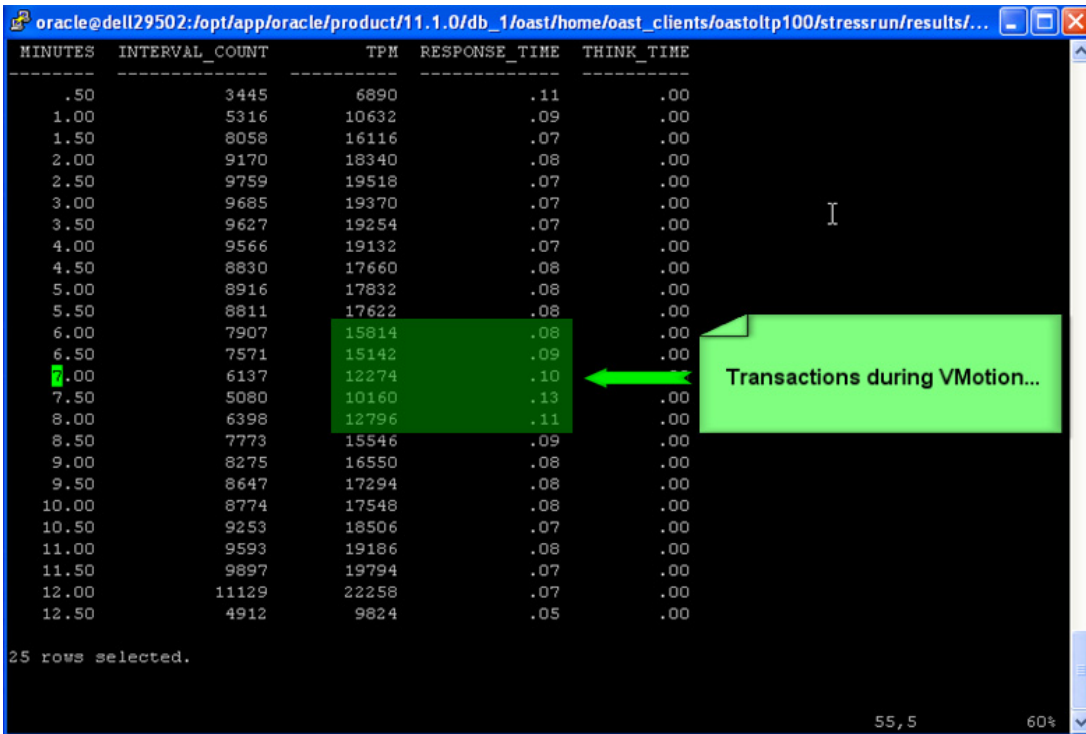 oracle@dell29502:/opt/app/oracle/product/11.1.0/db_1/oast/home/oast_clients/oastoltp100/stressrun/results/...
MINUTES INTERVAL_COUNT TPM RESPONSE_TIME THINK_TIME
-------- -------------- ---------- ------------- ----------
.50 3445 6890 .11 .00
1.00 5316 10632 .09 .00
1.50 8058 16116 .07 .00
2.00 9170 18340 .08 .00
2.50 9759 19518 .07 .00
3.00 9685 19370 .07 .00
3.50 9627 19254 .07 .00
4.00 9566 19132 .07 .00
4.50 8830 17660 .08 .00
5.00 8916 17832 .08 .00
5.50 8811 17622 .08 .00
6.00 7907 15814 .08 .00
6.50 7571 15142 .09 .00
7.00 6137 12274 .10
7.50 5080 10160 .13 .00
8.00 6398 12796 .11 .00
8.50 7773 15546 .09 .00
9.00 8275 16550 .08 .00
9.50 8647 17294 .08 .00
10.00 8774 17548 .08 .00
10.50 9253 18506 .07 .00
11.00 9593 19186 .08 .00
11.50 9897 19794 .07 .00
12.00 11129 22258 .07 .00
12.50 4912 9824 .05 .00
Transactions during VMotion...
25 rows selected.
55,5 60%